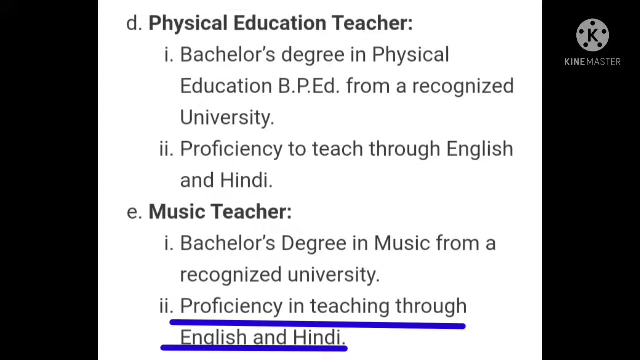 d. Physical Education Teacher:
i. Bachelor's degree in Physical
Education B.P.Ed. from a recognized
University.
ii. Proficiency to teach through English
and Hindi.
e. Music Teacher:
i. Bachelor's Degree in Music from a
recognized university.
ii. Proficiency in teaching through
English and Hindi.
K
KINEMASTER